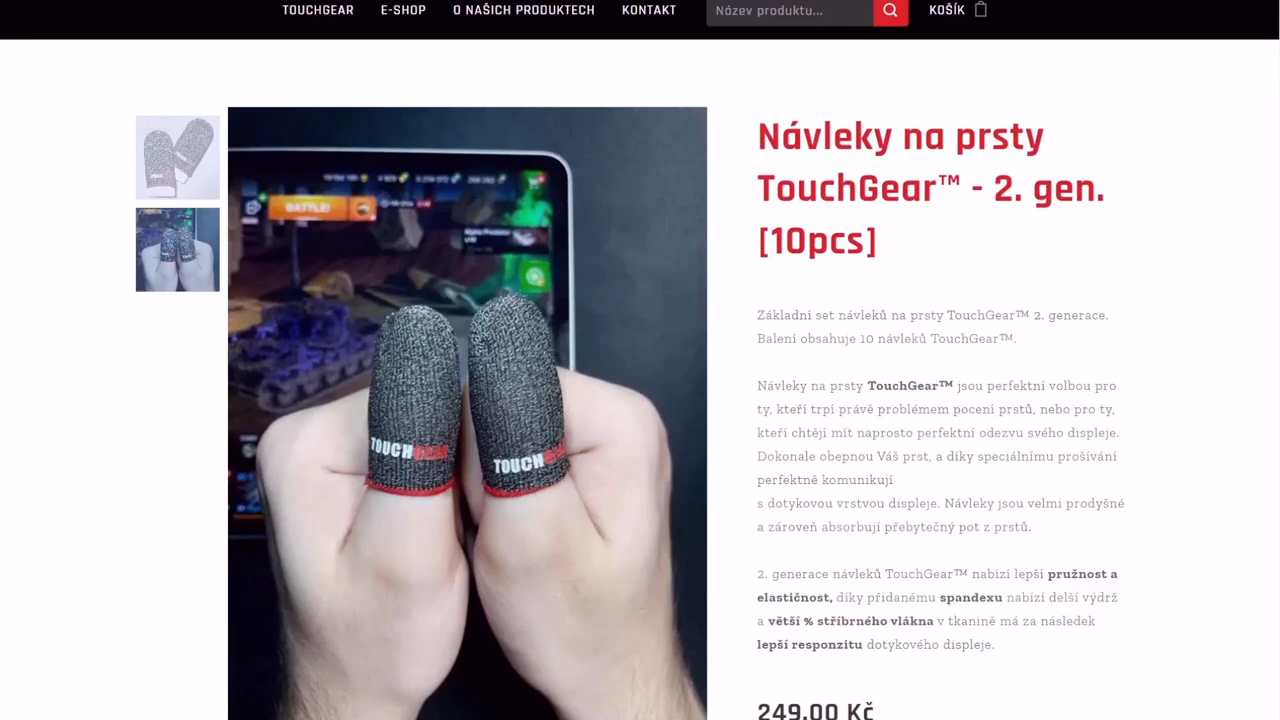 TOUCHGEAR E-SHOP O NAŠICH PRODUKTECH KONTAKT Název produktu... KOŠÍK
Návleky na prsty
TouchGear™ - 2. gen.
[10pcs]
Základní set návleků na prsty TouchGear™ 2. generace.
Balení obsahuje 10 návleků TouchGear™.
Návleky na prsty TouchGear™ jsou perfektní volbou pro
ty, kteří trpí právě problémem pocení prstů, nebo pro ty,
kteří chtějí mít naprosto perfektní odezvu svého displeje.
Dokonale obepnou Váš prst, a díky speciálnímu prošívání
perfektně komunikují
s dotykovou vrstvou displeje. Návleky jsou velmi prodyšné
a zároveň absorbují přebytečný pot z prstů.
2. generace návleků TouchGear™ nabízí lepší pružnost a
elastičnost, díky přidanému spandexu nabízí delší výdrž
a větší % stříbrného vlákna v tkanině má za následek
lepší responzitu dotykového displeje.
249,00 Kč
BATTLE!
TOUCHGEAR
TOUCHGEAR